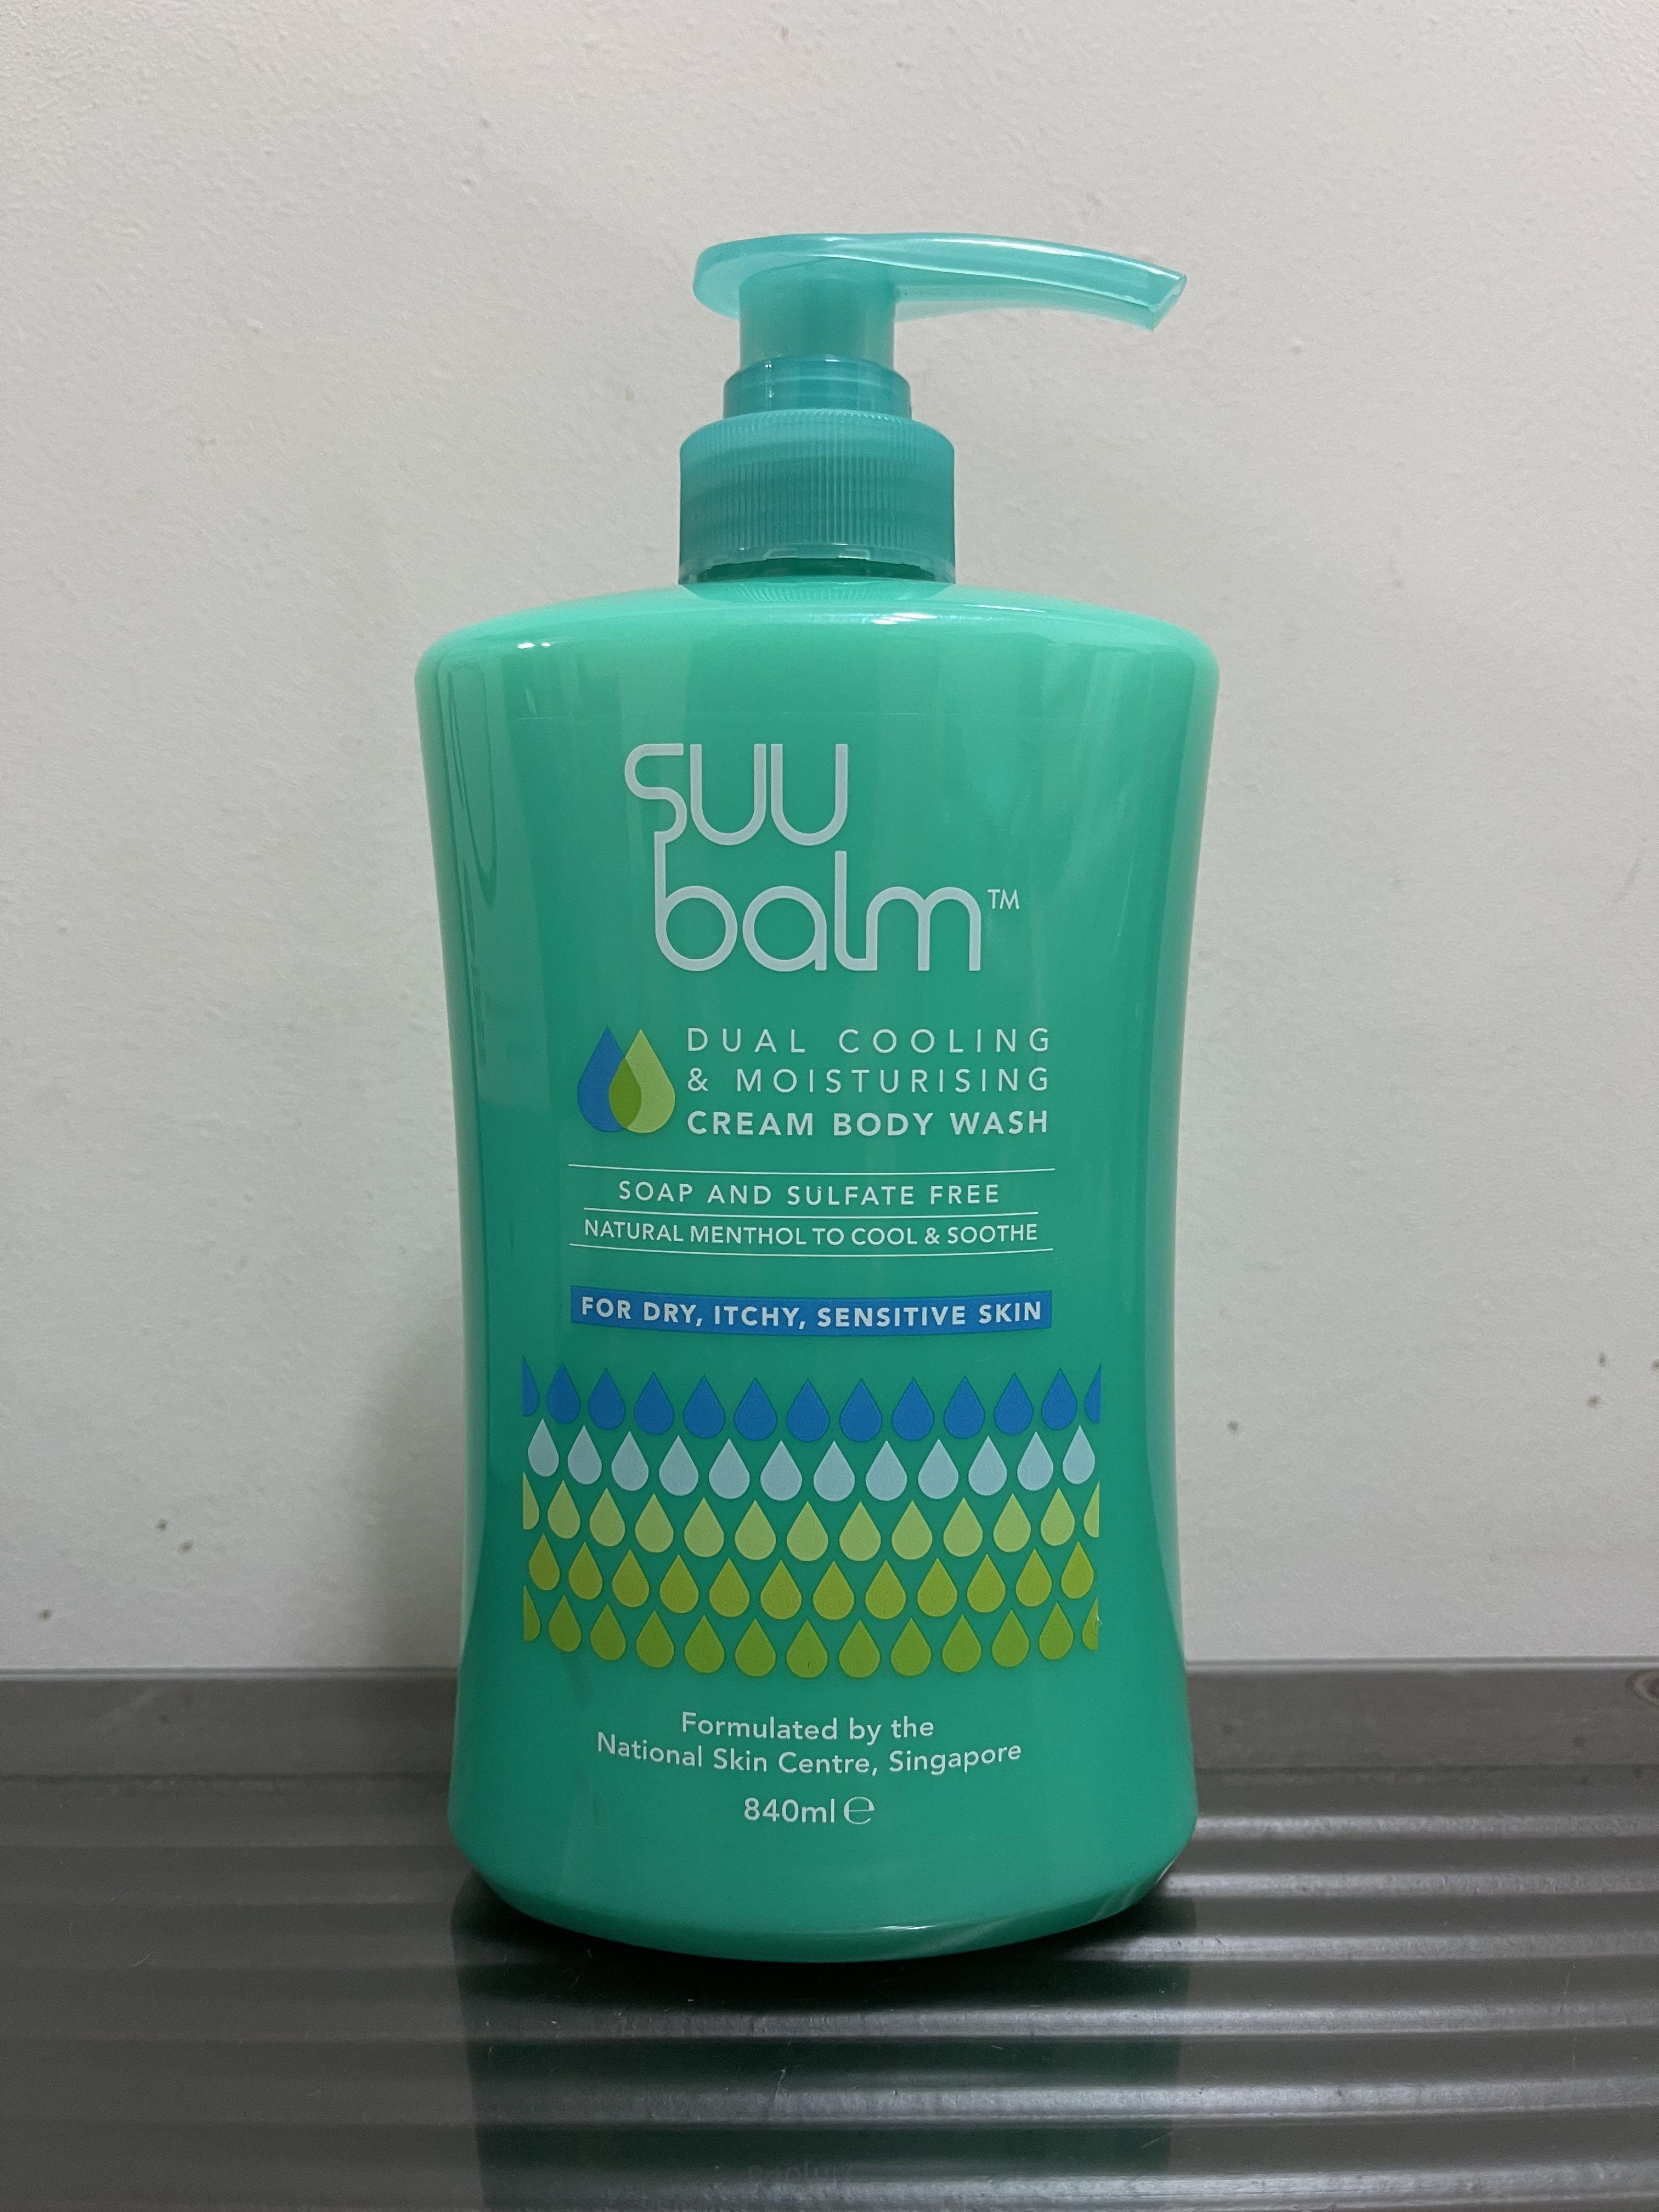 suu
balm™
DUAL COOLING
& MOISTURISING
CREAM BODY WASH
SOAP AND SULFATE FREE
NATURAL MENTHOL TO COOL & SOOTHE
FOR DRY, ITCHY, SENSITIVE SKIN
Formulated by the
National Skin Centre, Singapore
840ml ℮